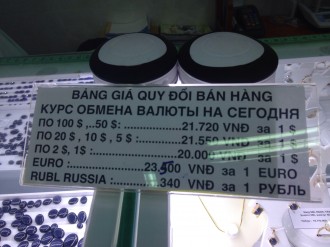 BẢNG GIÁ QUY ĐỔI BÁN HÀNG
КУРС ОБМЕНА ВАЛЮТЫ НА СЕГОДНЯ
ПО 100 $ ,50 $: ...............21.720 VNĐ за 1 $
ПО 20 $ , 10 $ , 5 $ : ..........21.550 VNĐ за 1 $
ПО 2 $, 1$: ......................20.00 VNĐ за 1 $
EURO : ...................23.500 VNĐ за 1 EURO
RUBL RUSSIA : .............340 VNĐ за 1 РУБЛЬ